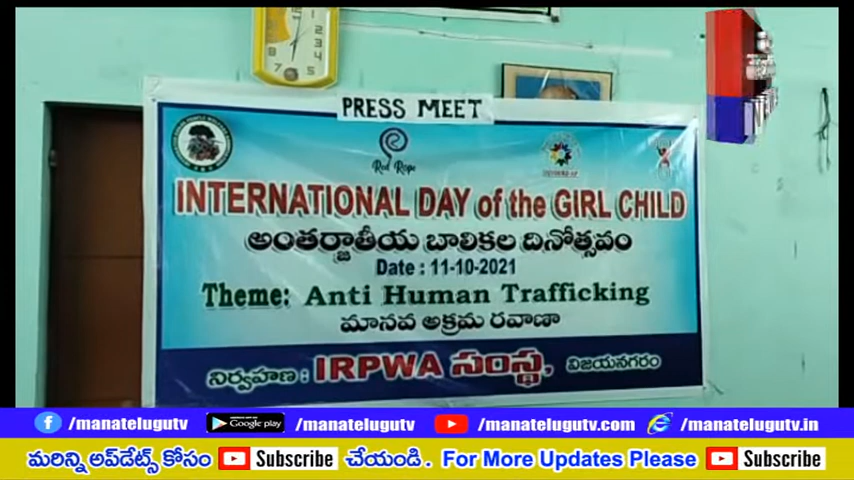 PRESS MEET
Red Rope
INTERNATIONAL DAY of the GIRL CHILD
అంతర్జాతీయ బాలికల దినోత్సవం
Date : 11-10-2021
Theme: Anti Human Trafficking
మానవ అక్రమ రవాణా
నిర్వహణ : IRPWA సంస్థ, విజయనగరం
/manatelugutv Google play /manatelugutv /manatelugutv.com /manatelugutv.in
మరిన్ని అప్‌డేట్స్ కోసం Subscribe చేయండి. For More Updates Please Subscribe